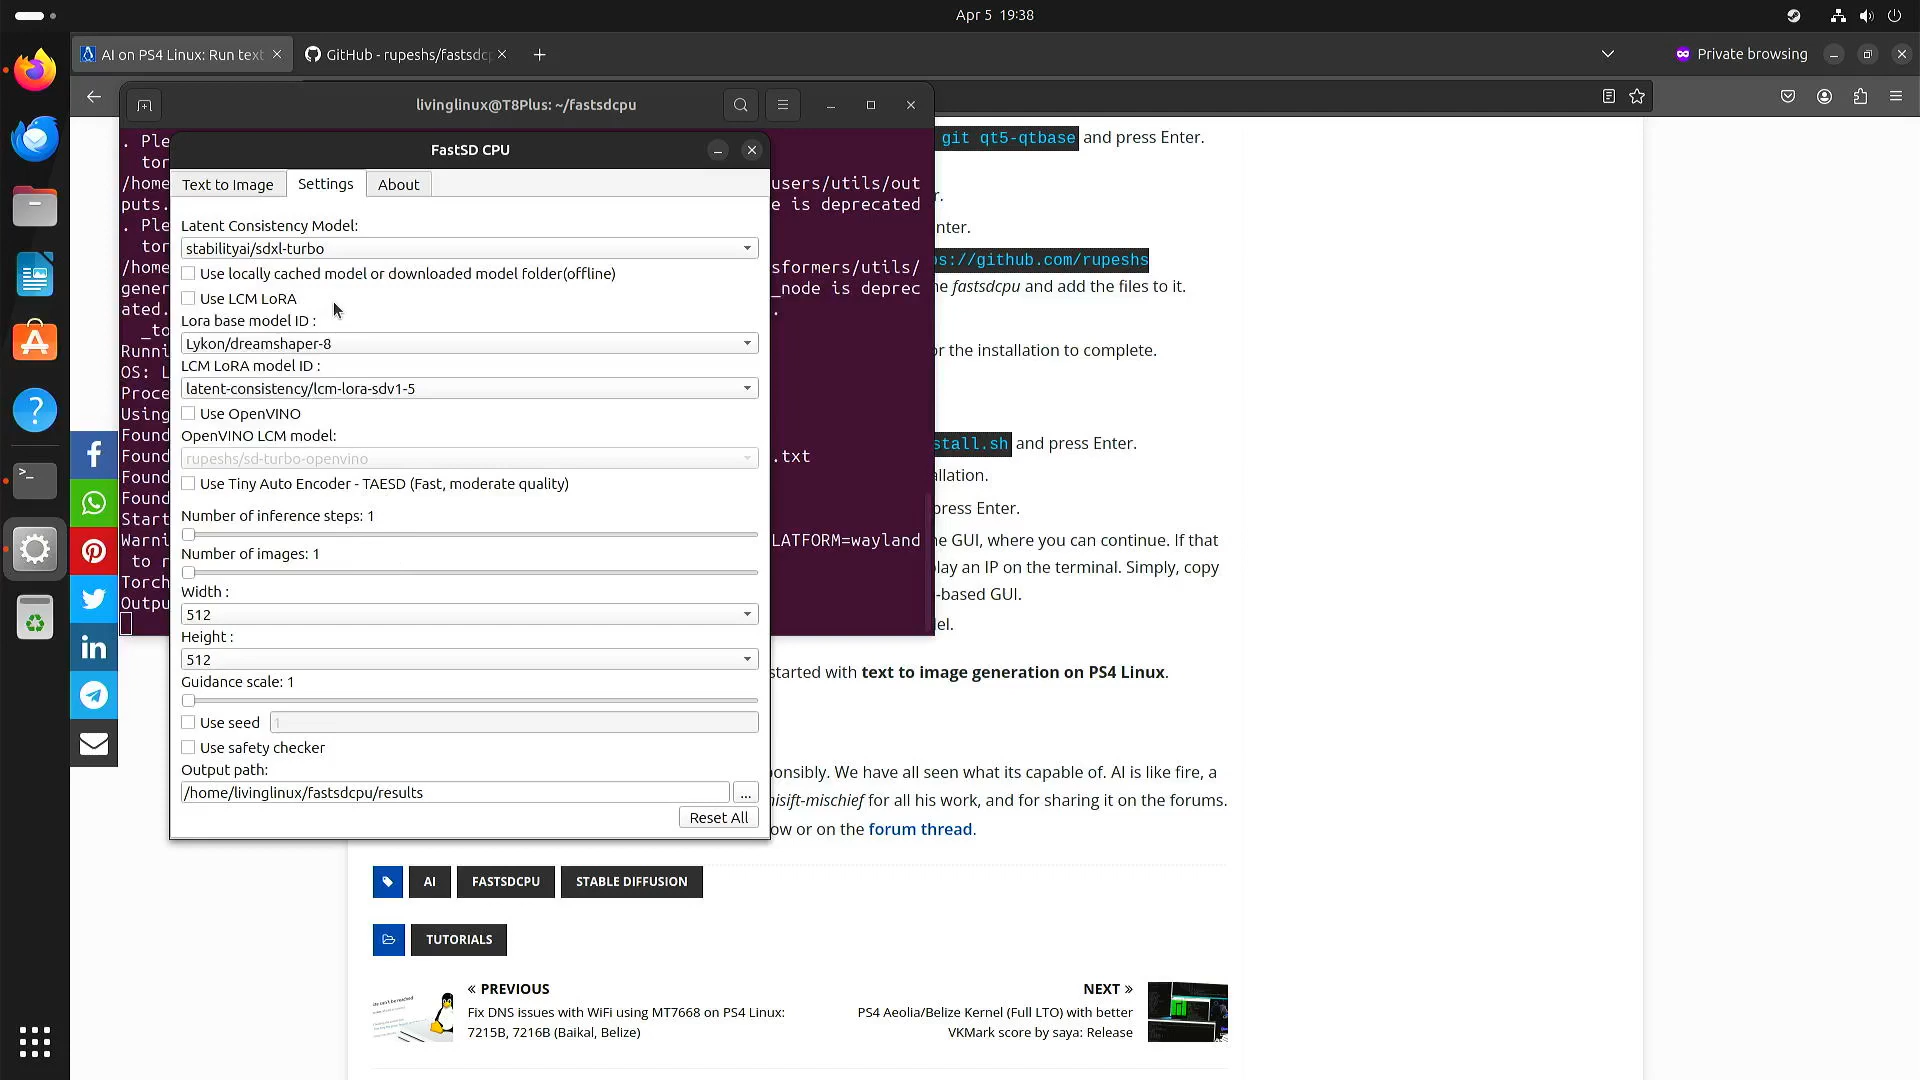 Apr 5 19:38
AI on PS4 Linux: Run text
GitHub - rupeshs/fastsdcp
Private browsing
livinglinux@T8Plus: ~/fastsdcpu
. Ple
tor
/home
puts.
. Ple
tor
/home
gener
ated.
_to
Runni
OS: L
Proce
Using
Found
Found
Found
Found
Start
Warni
to r
Torch
Outpu
users/utils/out
e is deprecated
sformers/utils/
_node is deprec
.
.txt
LATFORM=wayland
FastSD CPU
Text to Image
Settings
About
Latent Consistency Model:
stabilityai/sdxl-turbo
Use locally cached model or downloaded model folder(offline)
Use LCM LoRA
Lora base model ID :
Lykon/dreamshaper-8
LCM LoRA model ID :
latent-consistency/lcm-lora-sdv1-5
Use OpenVINO
OpenVINO LCM model:
rupeshs/sd-turbo-openvino
Use Tiny Auto Encoder - TAESD (Fast, moderate quality)
Number of inference steps: 1
Number of images: 1
Width :
512
Height :
512
Guidance scale: 1
Use seed
1
Use safety checker
Output path:
/home/livinglinux/fastsdcpu/results
...
Reset All
git qt5-qtbase and press Enter.
r.
nter.
ps://github.com/rupeshs
ne fastsdcpu and add the files to it.
or the installation to complete.
stall.sh and press Enter.
allation.
press Enter.
he GUI, where you can continue. If that
play an IP on the terminal. Simply, copy
-based GUI.
el.
started with text to image generation on PS4 Linux.
ponsibly. We have all seen what its capable of. AI is like fire, a
nisift-mischief for all his work, and for sharing it on the forums.
ow or on the forum thread.
AI
FASTSDCPU
STABLE DIFFUSION
TUTORIALS
« PREVIOUS
Fix DNS issues with WiFi using MT7668 on PS4 Linux:
7215B, 7216B (Baikal, Belize)
NEXT »
PS4 Aeolia/Belize Kernel (Full LTO) with better
VKMark score by saya: Release